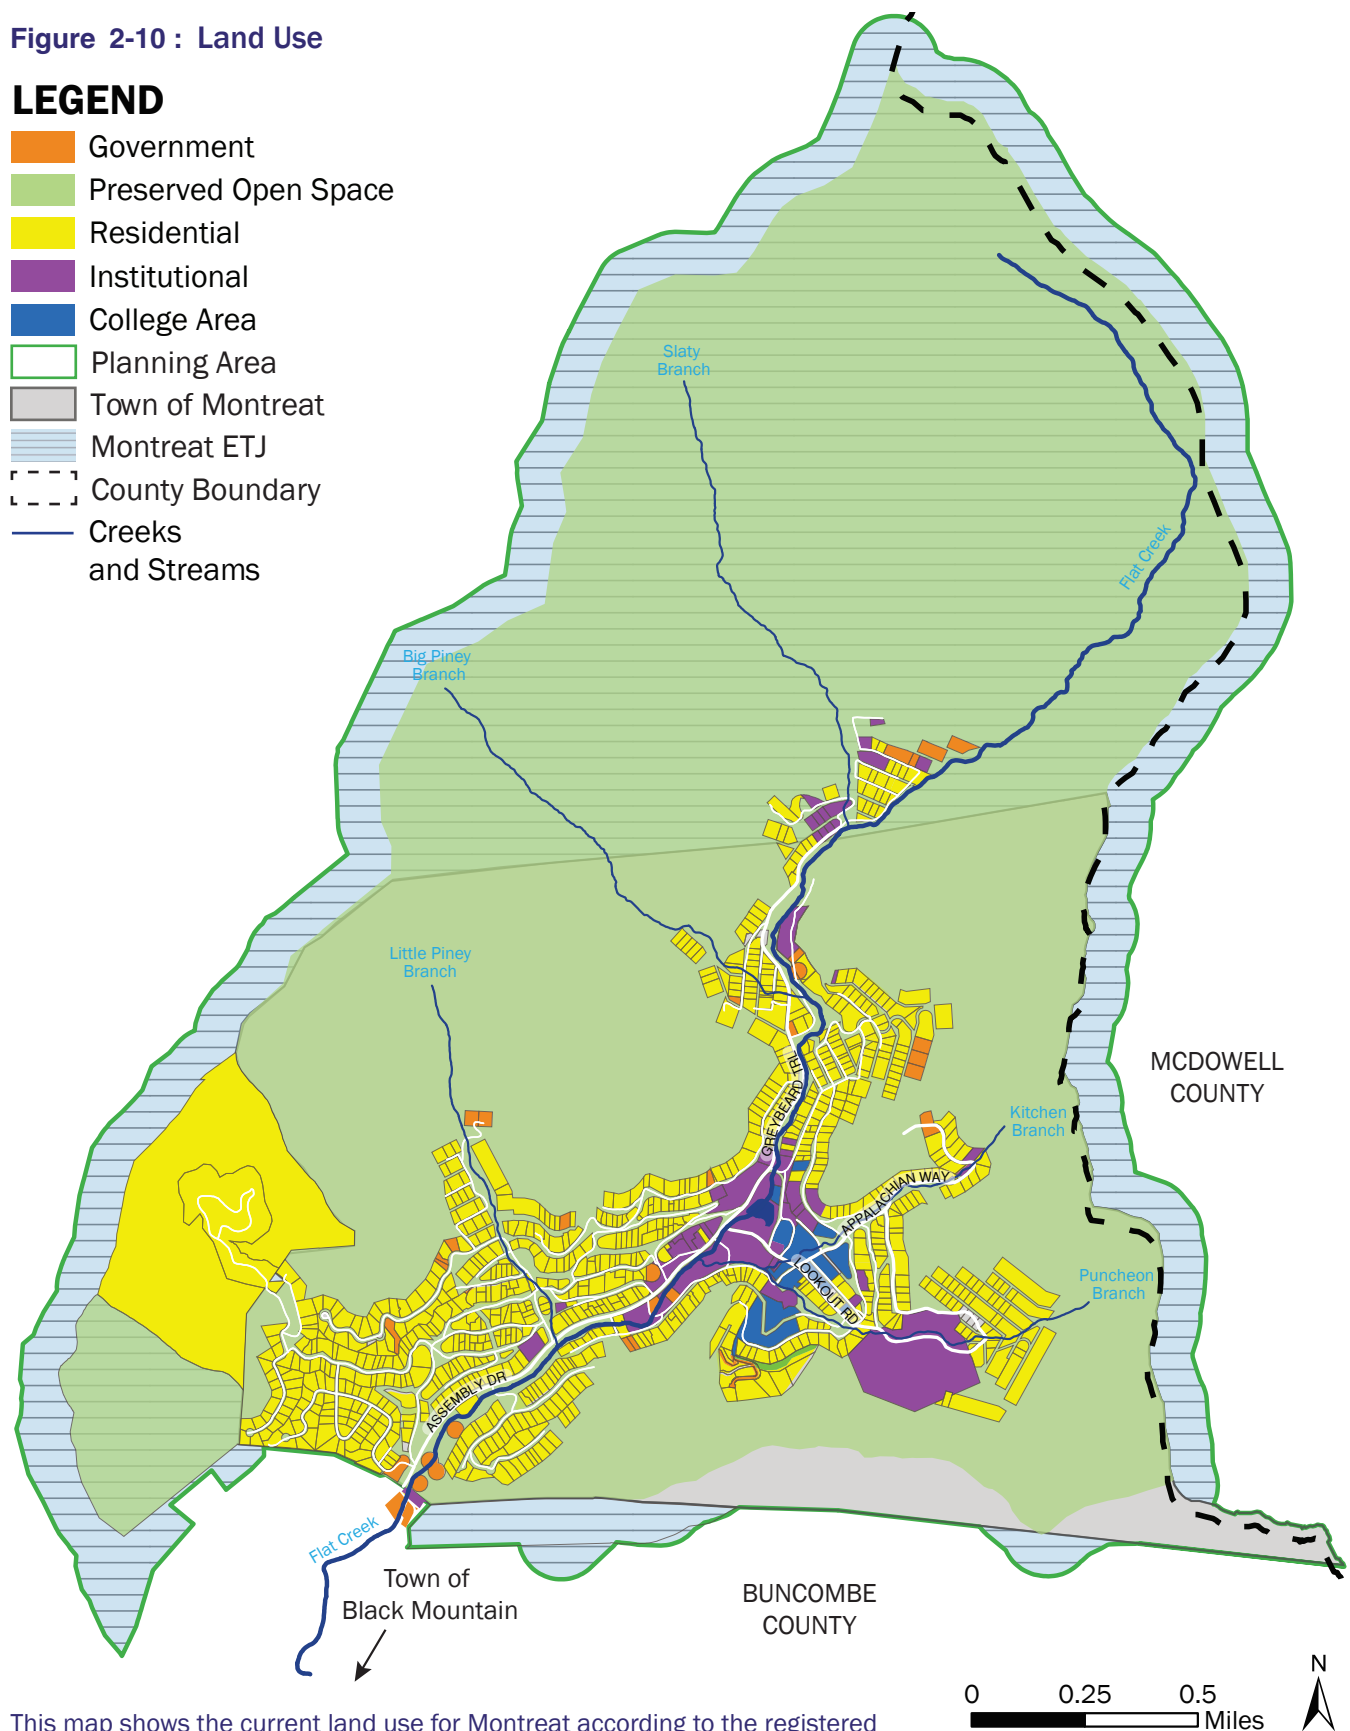 Figure 2-10 : Land Use
LEGEND
Government
Preserved Open Space
Residential
Institutional
College Area
Planning Area
Town of Montreat
Montreat ETJ
County Boundary
Creeks
and Streams
Slaty
Branch
Flat Creek
Big Piney
Branch
Little Piney
Branch
MCDOWELL
COUNTY
GREYBEARD TRL
Kitchen
Branch
APPALACHIAN WAY
LOOKOUT RD
Puncheon
Branch
ASSEMBLY DR
Flat Creek
Town of
Black Mountain
BUNCOMBE
COUNTY
N
0 0.25 0.5
Miles
This map shows the current land use for Montreat according to the registered